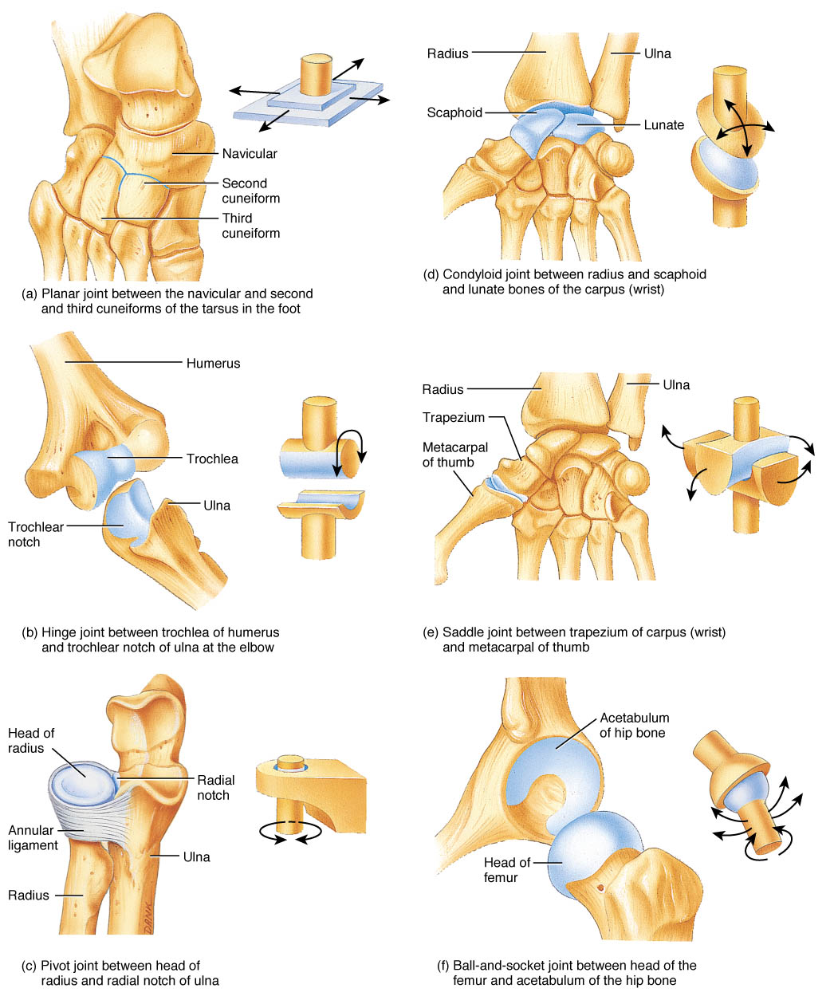 Navicular
Second
cuneiform
Third
cuneiform
(a) Planar joint between the navicular and second
and third cuneiforms of the tarsus in the foot
Radius
Ulna
Scaphoid
Lunate
(d) Condyloid joint between radius and scaphoid
and lunate bones of the carpus (wrist)
Humerus
Trochlea
Ulna
Trochlear
notch
(b) Hinge joint between trochlea of humerus
and trochlear notch of ulna at the elbow
Radius
Ulna
Trapezium
Metacarpal
of thumb
(e) Saddle joint between trapezium of carpus (wrist)
and metacarpal of thumb
Head of
radius
Radial
notch
Annular
ligament
Ulna
Radius
DANK
(c) Pivot joint between head of
radius and radial notch of ulna
Acetabulum
of hip bone
Head of
femur
(f) Ball-and-socket joint between head of the
femur and acetabulum of the hip bone